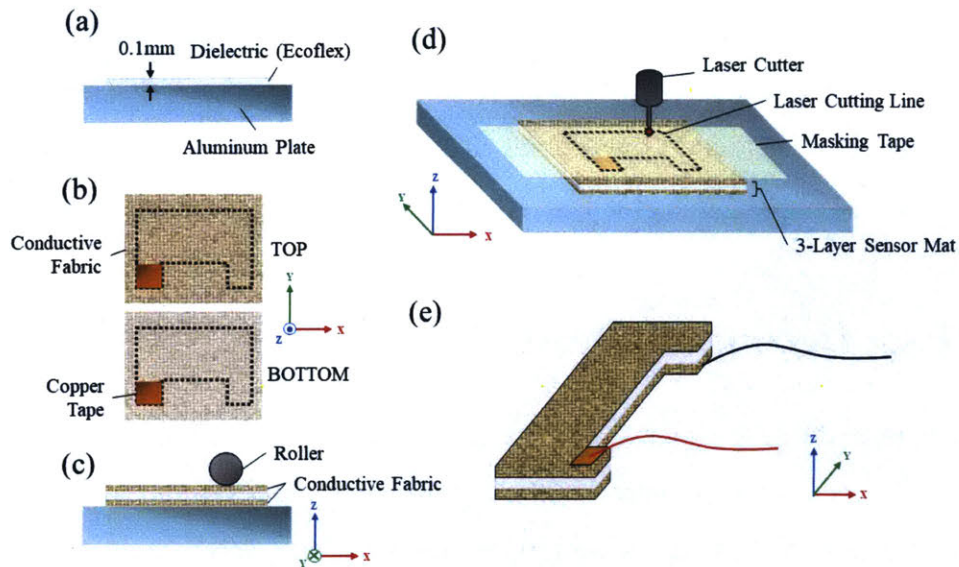 (a)
0.1mm
Dielectric (Ecoflex)
Aluminum Plate
(b)
Conductive
Fabric
TOP
Y
Z
X
BOTTOM
Copper
Tape
(c)
Roller
Conductive Fabric
Z
Y
X
(d)
Laser Cutter
Laser Cutting Line
Masking Tape
Z
Y
X
3-Layer Sensor Mat
(e)
Z
Y
X